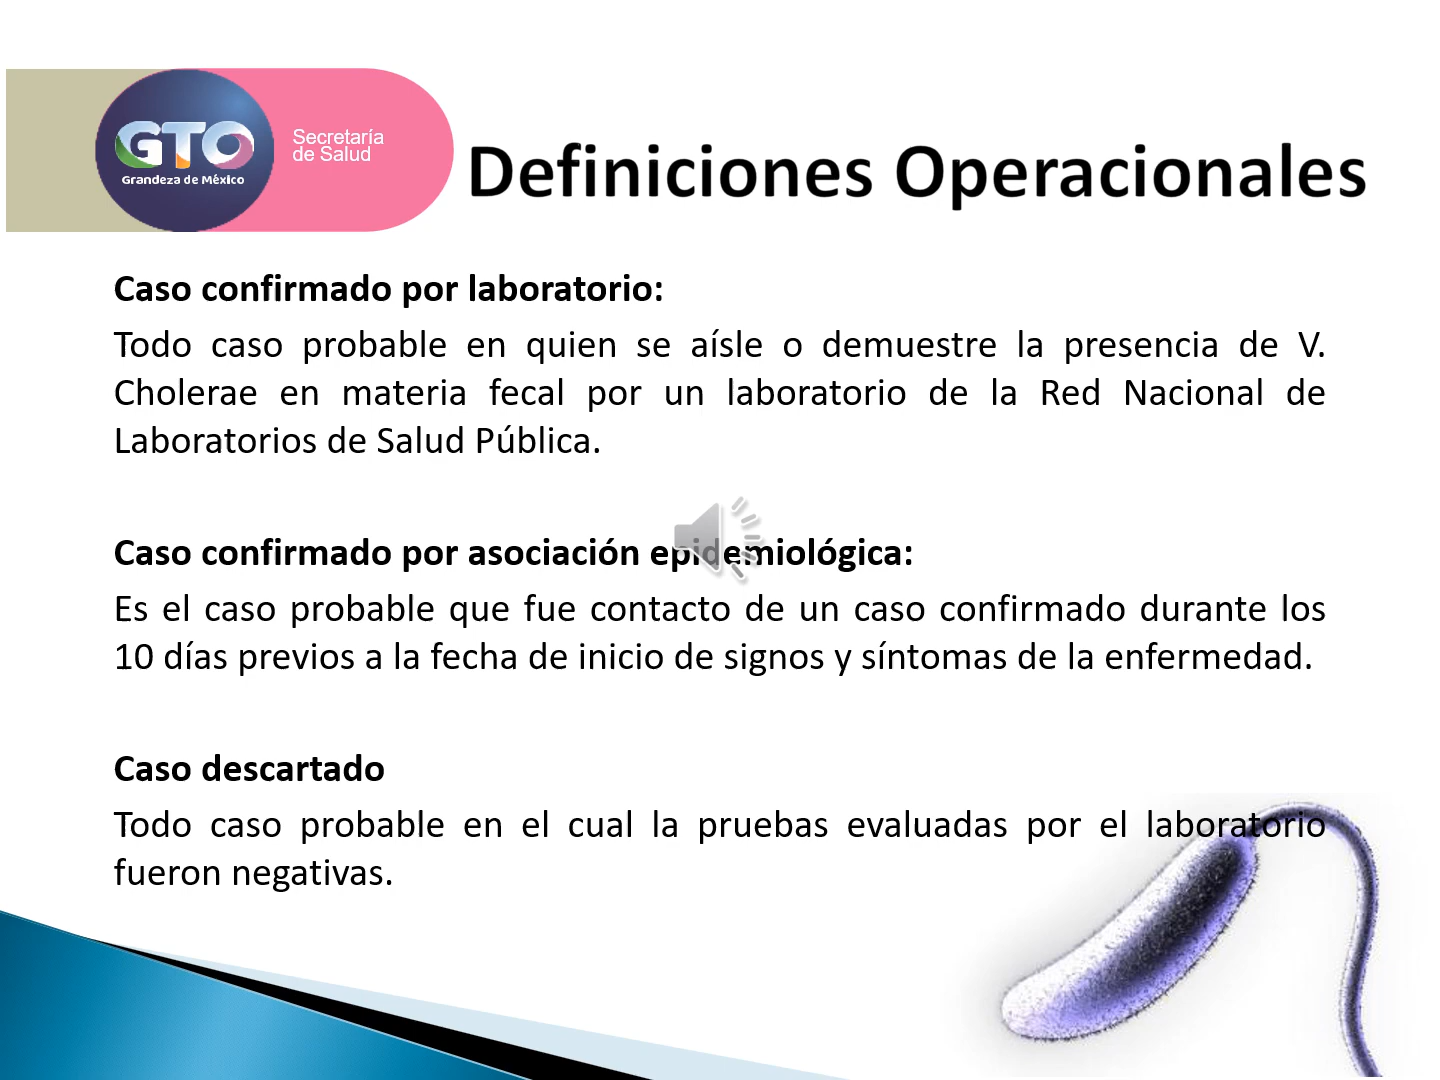 GTO
Grandeza de México
Secretaría
de Salud
Definiciones Operacionales
Caso confirmado por laboratorio:
Todo caso probable en quien se aísle o demuestre la presencia de V.
Cholerae en materia fecal por un laboratorio de la Red Nacional de
Laboratorios de Salud Pública.
Caso confirmado por asociación epidemiológica:
Es el caso probable que fue contacto de un caso confirmado durante los
10 días previos a la fecha de inicio de signos y síntomas de la enfermedad.
Caso descartado
Todo caso probable en el cual la pruebas evaluadas por el laboratorio
fueron negativas.